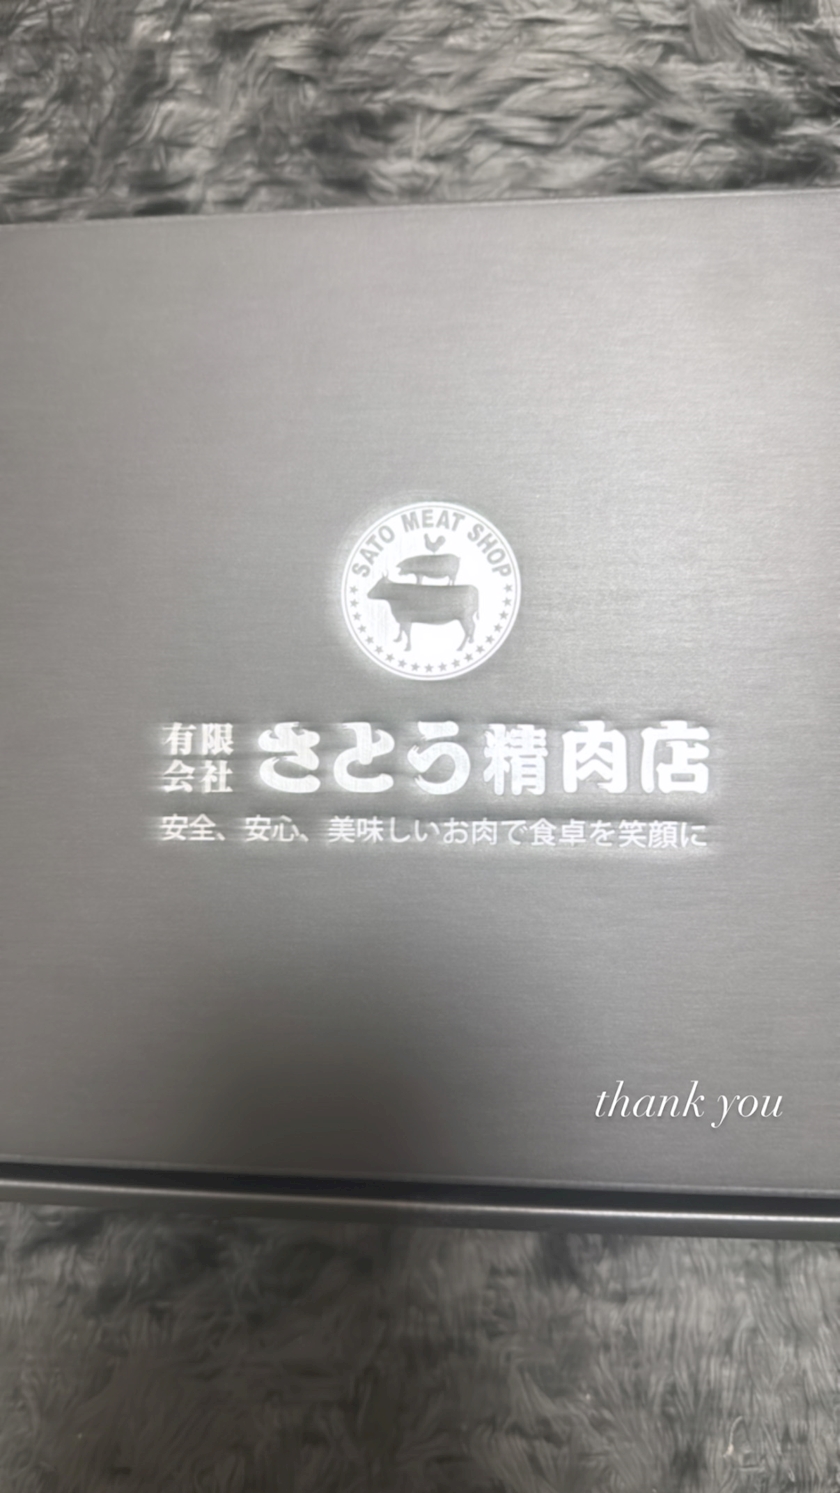 SATO MEAT SHOP
有限会社 さとう精肉店
安全、安心、美味しいお肉で食卓を笑顔に
thank you